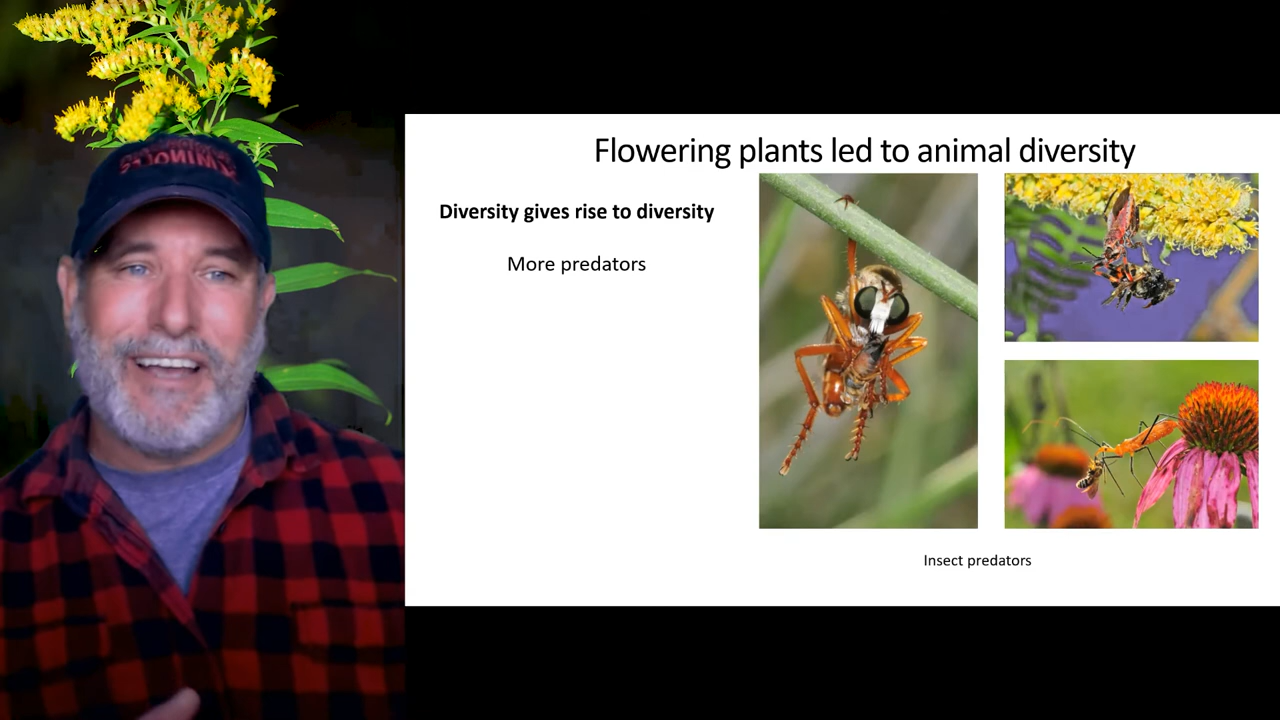 Flowering plants led to animal diversity
Diversity gives rise to diversity
More predators
Insect predators